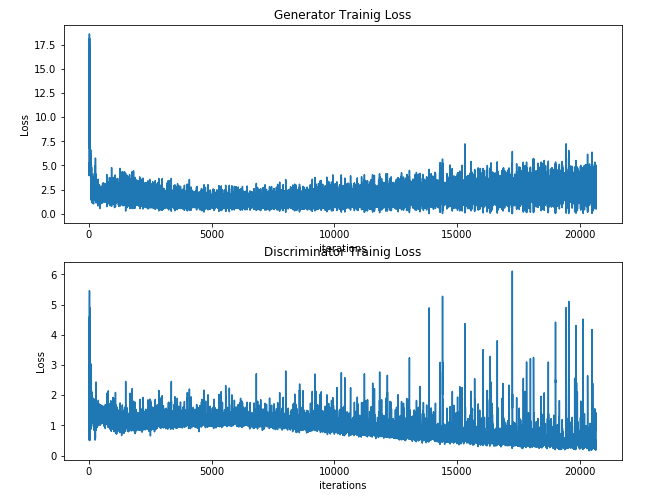 Generator Trainig Loss
17.5
15.0
12.5
10.0
7.5
5.0
2.5
0.0
Loss
0 5000 10000 15000 20000
iterations
Discriminator Trainig Loss
6
5
4
3
2
1
0
Loss
0 5000 10000 15000 20000
iterations